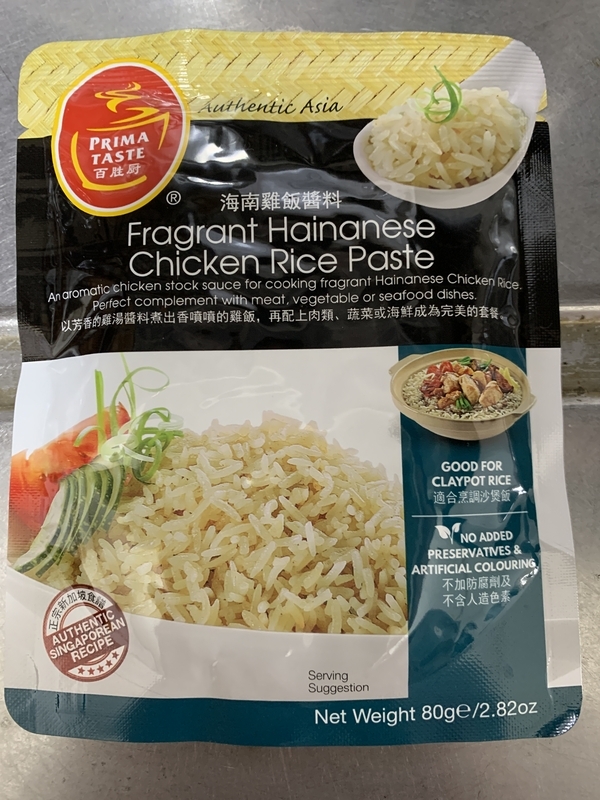 Authentic Asia
PRIMA
TASTE
百胜厨
®
海南雞飯醬料
Fragrant Hainanese
Chicken Rice Paste
An aromatic chicken stock sauce for cooking fragrant Hainanese Chicken Rice.
Perfect complement with meat, vegetable or seafood dishes.
以芳香的雞湯醬料煮出香噴噴的雞飯，再配上肉類、蔬菜或海鮮成為完美的套餐
GOOD FOR
CLAYPOT RICE
適合烹調沙煲飯
NO ADDED
PRESERVATIVES &
ARTIFICIAL COLOURING
不加防腐劑及
不含人造色素
正宗新加坡食譜
AUTHENTIC
SINGAPOREAN
RECIPE
Serving
Suggestion
Net Weight 80g℮/2.82oz